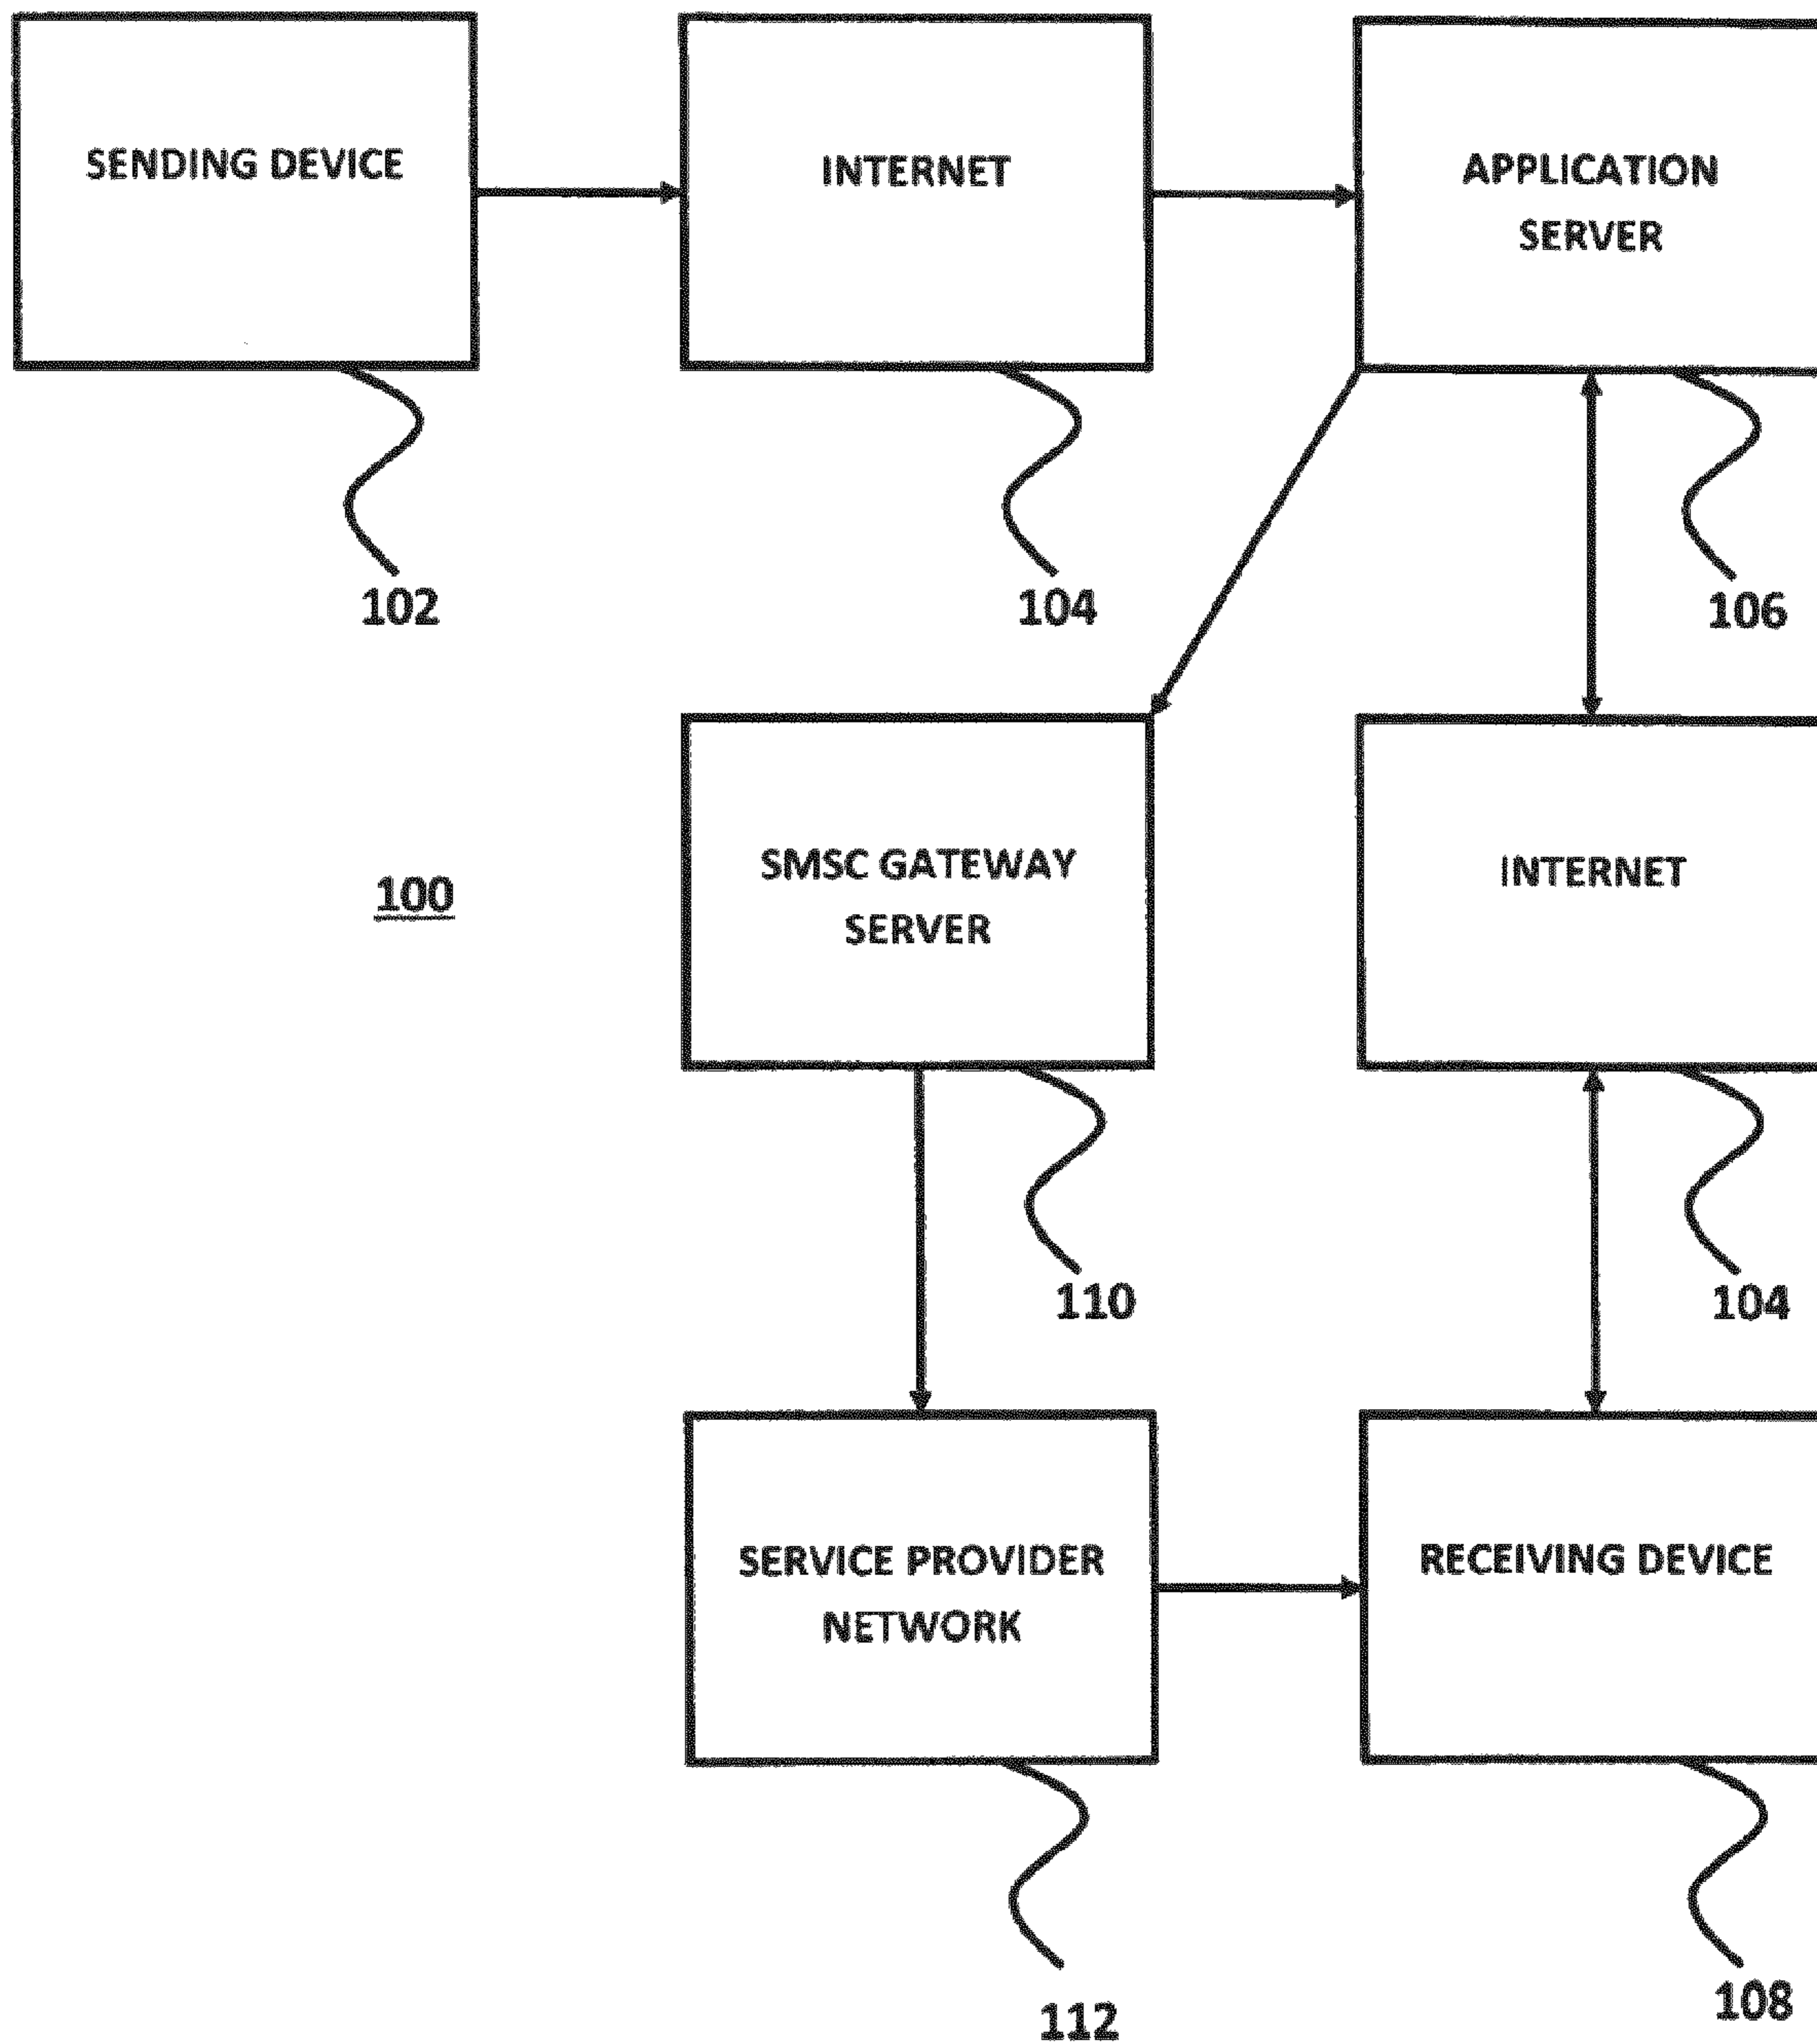 SENDING DEVICE
INTERNET
APPLICATION
SERVER
102
104
106
100
SMSC GATEWAY
SERVER
INTERNET
110
104
SERVICE PROVIDER
NETWORK
RECEIVING DEVICE
112
108